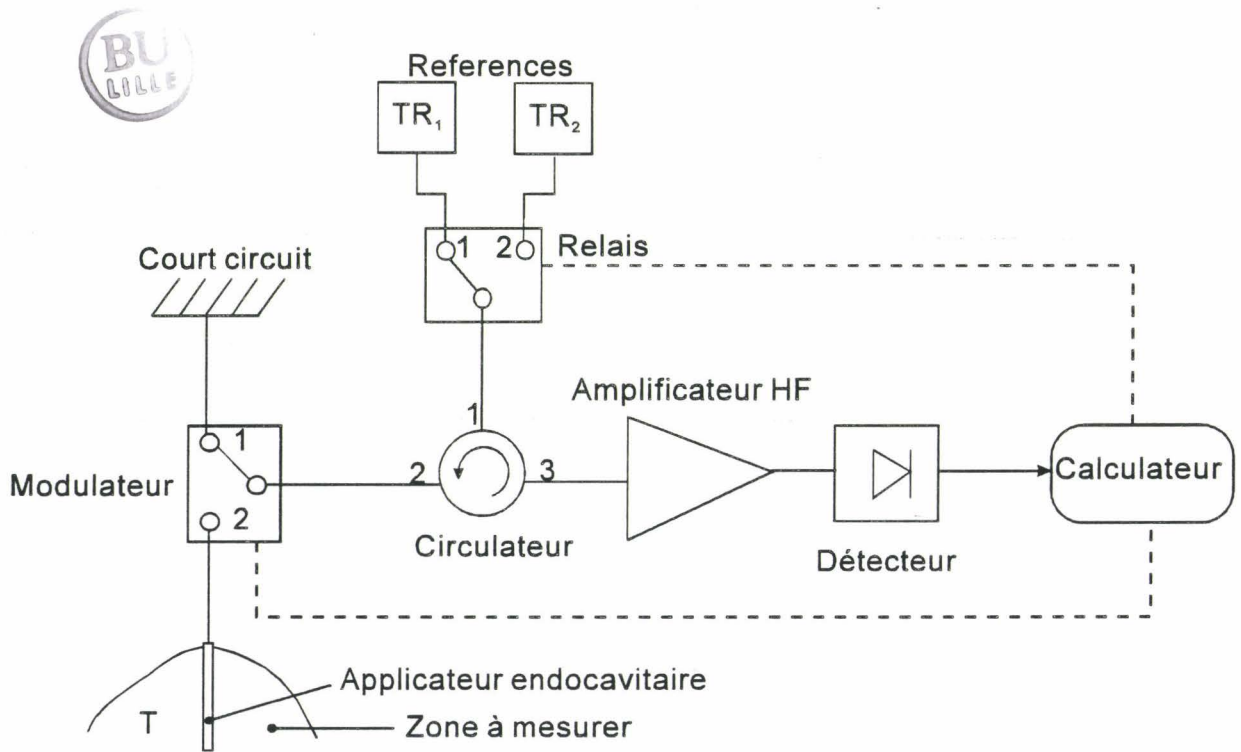 BU
LILLE
References
TR₁
TR₂
1
2
Relais
Court circuit
Amplificateur HF
1
1
Modulateur
2
3
Calculateur
2
Circulateur
Détecteur
Applicateur endocavitaire
T
Zone à mesurer